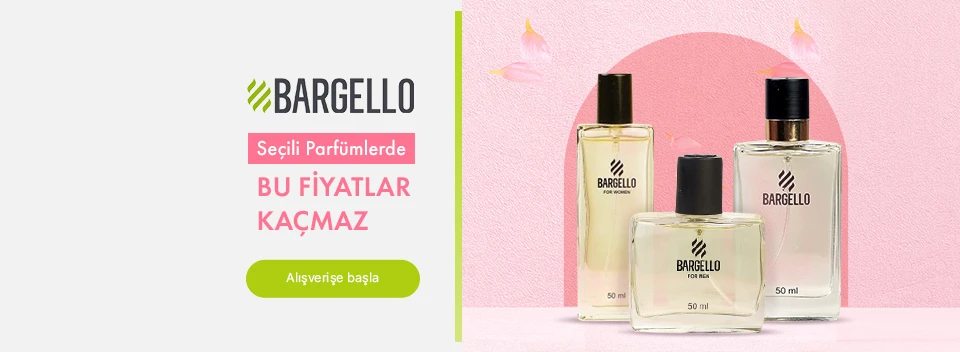 BARGELLO
Seçili Parfümlerde
BU FİYATLAR
KAÇMAZ
Alışverişe başla
BARGELLO
FOR WOMEN
50 ml
BARGELLO
FOR MEN
50 ml
BARGELLO
50 ml